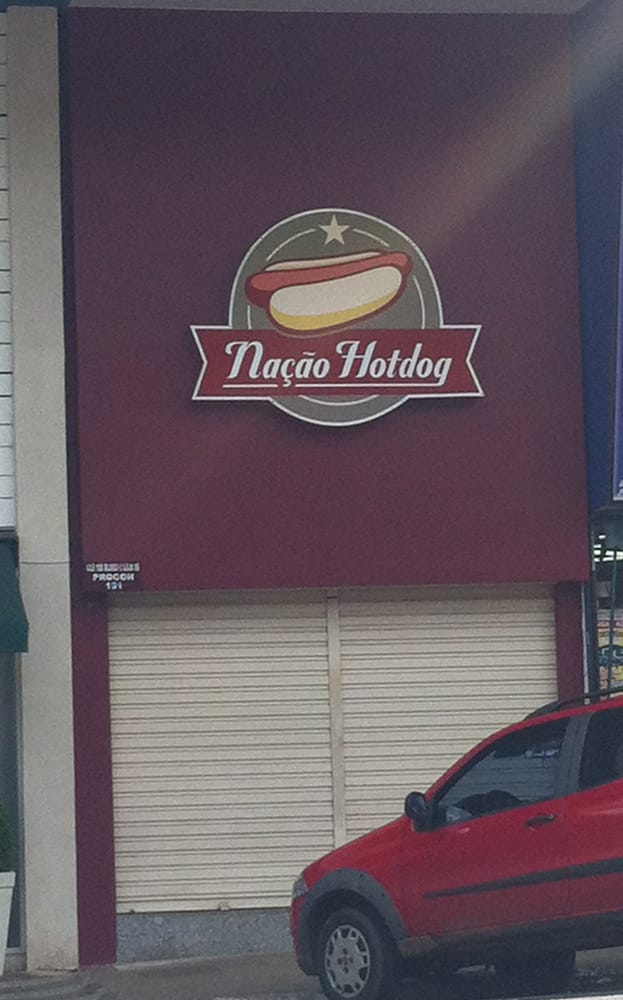 Nação Hotdog
PROCON
151